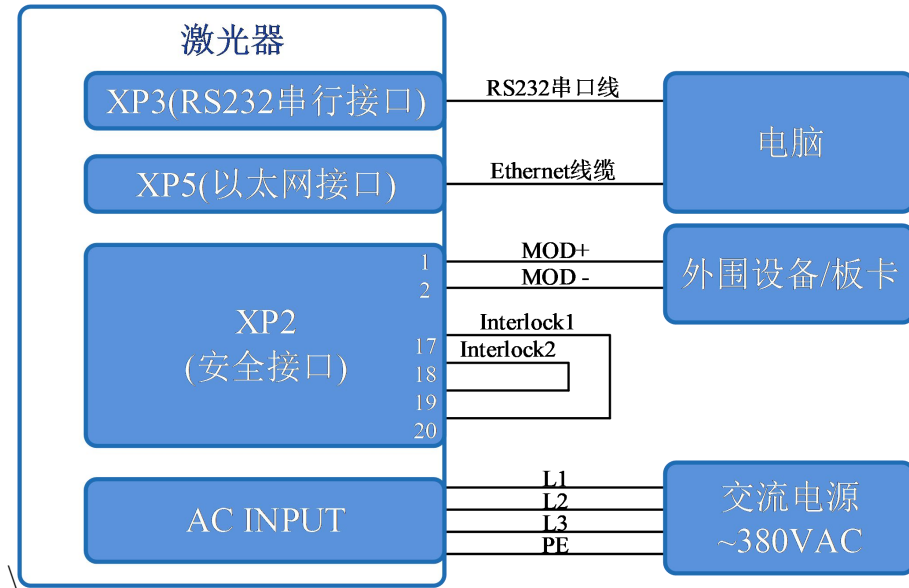 激光器
XP3(RS232串行接口)
RS232串口线
电脑
XP5(以太网接口)
Ethernet线缆
XP2
(安全接口)
1
2
17
18
19
20
MOD+
MOD -
外围设备/板卡
Interlock1
Interlock2
AC INPUT
L1
L2
L3
PE
交流电源
~380VAC
\